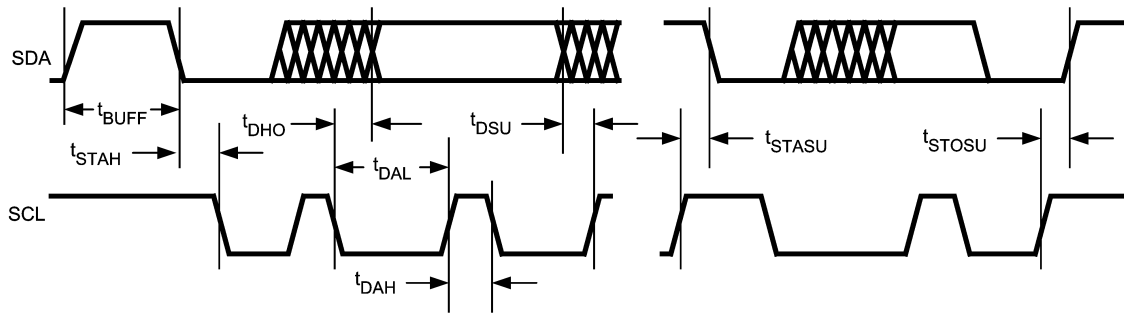 SDA
tBUFF
tDHO
tDSU
tSTAH
tSTASU
tSTOSU
tDAL
SCL
tDAH